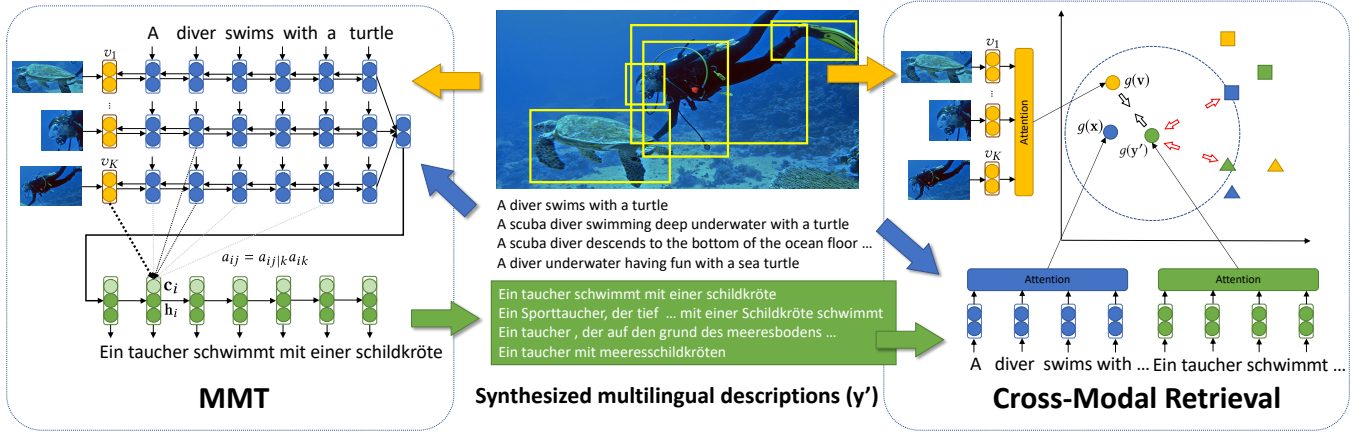 A diver swims with a turtle
v1
⋮
vK
aij = aij|k aik
ci
hi
Ein taucher schwimmt mit einer schildkröte
MMT
A diver swims with a turtle
A scuba diver swimming deep underwater with a turtle
A scuba diver descends to the bottom of the ocean floor …
A diver underwater having fun with a sea turtle
Ein taucher schwimmt mit einer schildkröte
Ein Sporttaucher, der tief … mit einer Schildkröte schwimmt
Ein taucher , der auf den grund des meeresbodens …
Ein taucher mit meeresschildkröten
Synthesized multilingual descriptions (y’)
v1
⋮
vK
Attention
g(v)
g(x)
g(y′)
Attention
Attention
A diver swims with … Ein taucher schwimmt …
Cross-Modal Retrieval